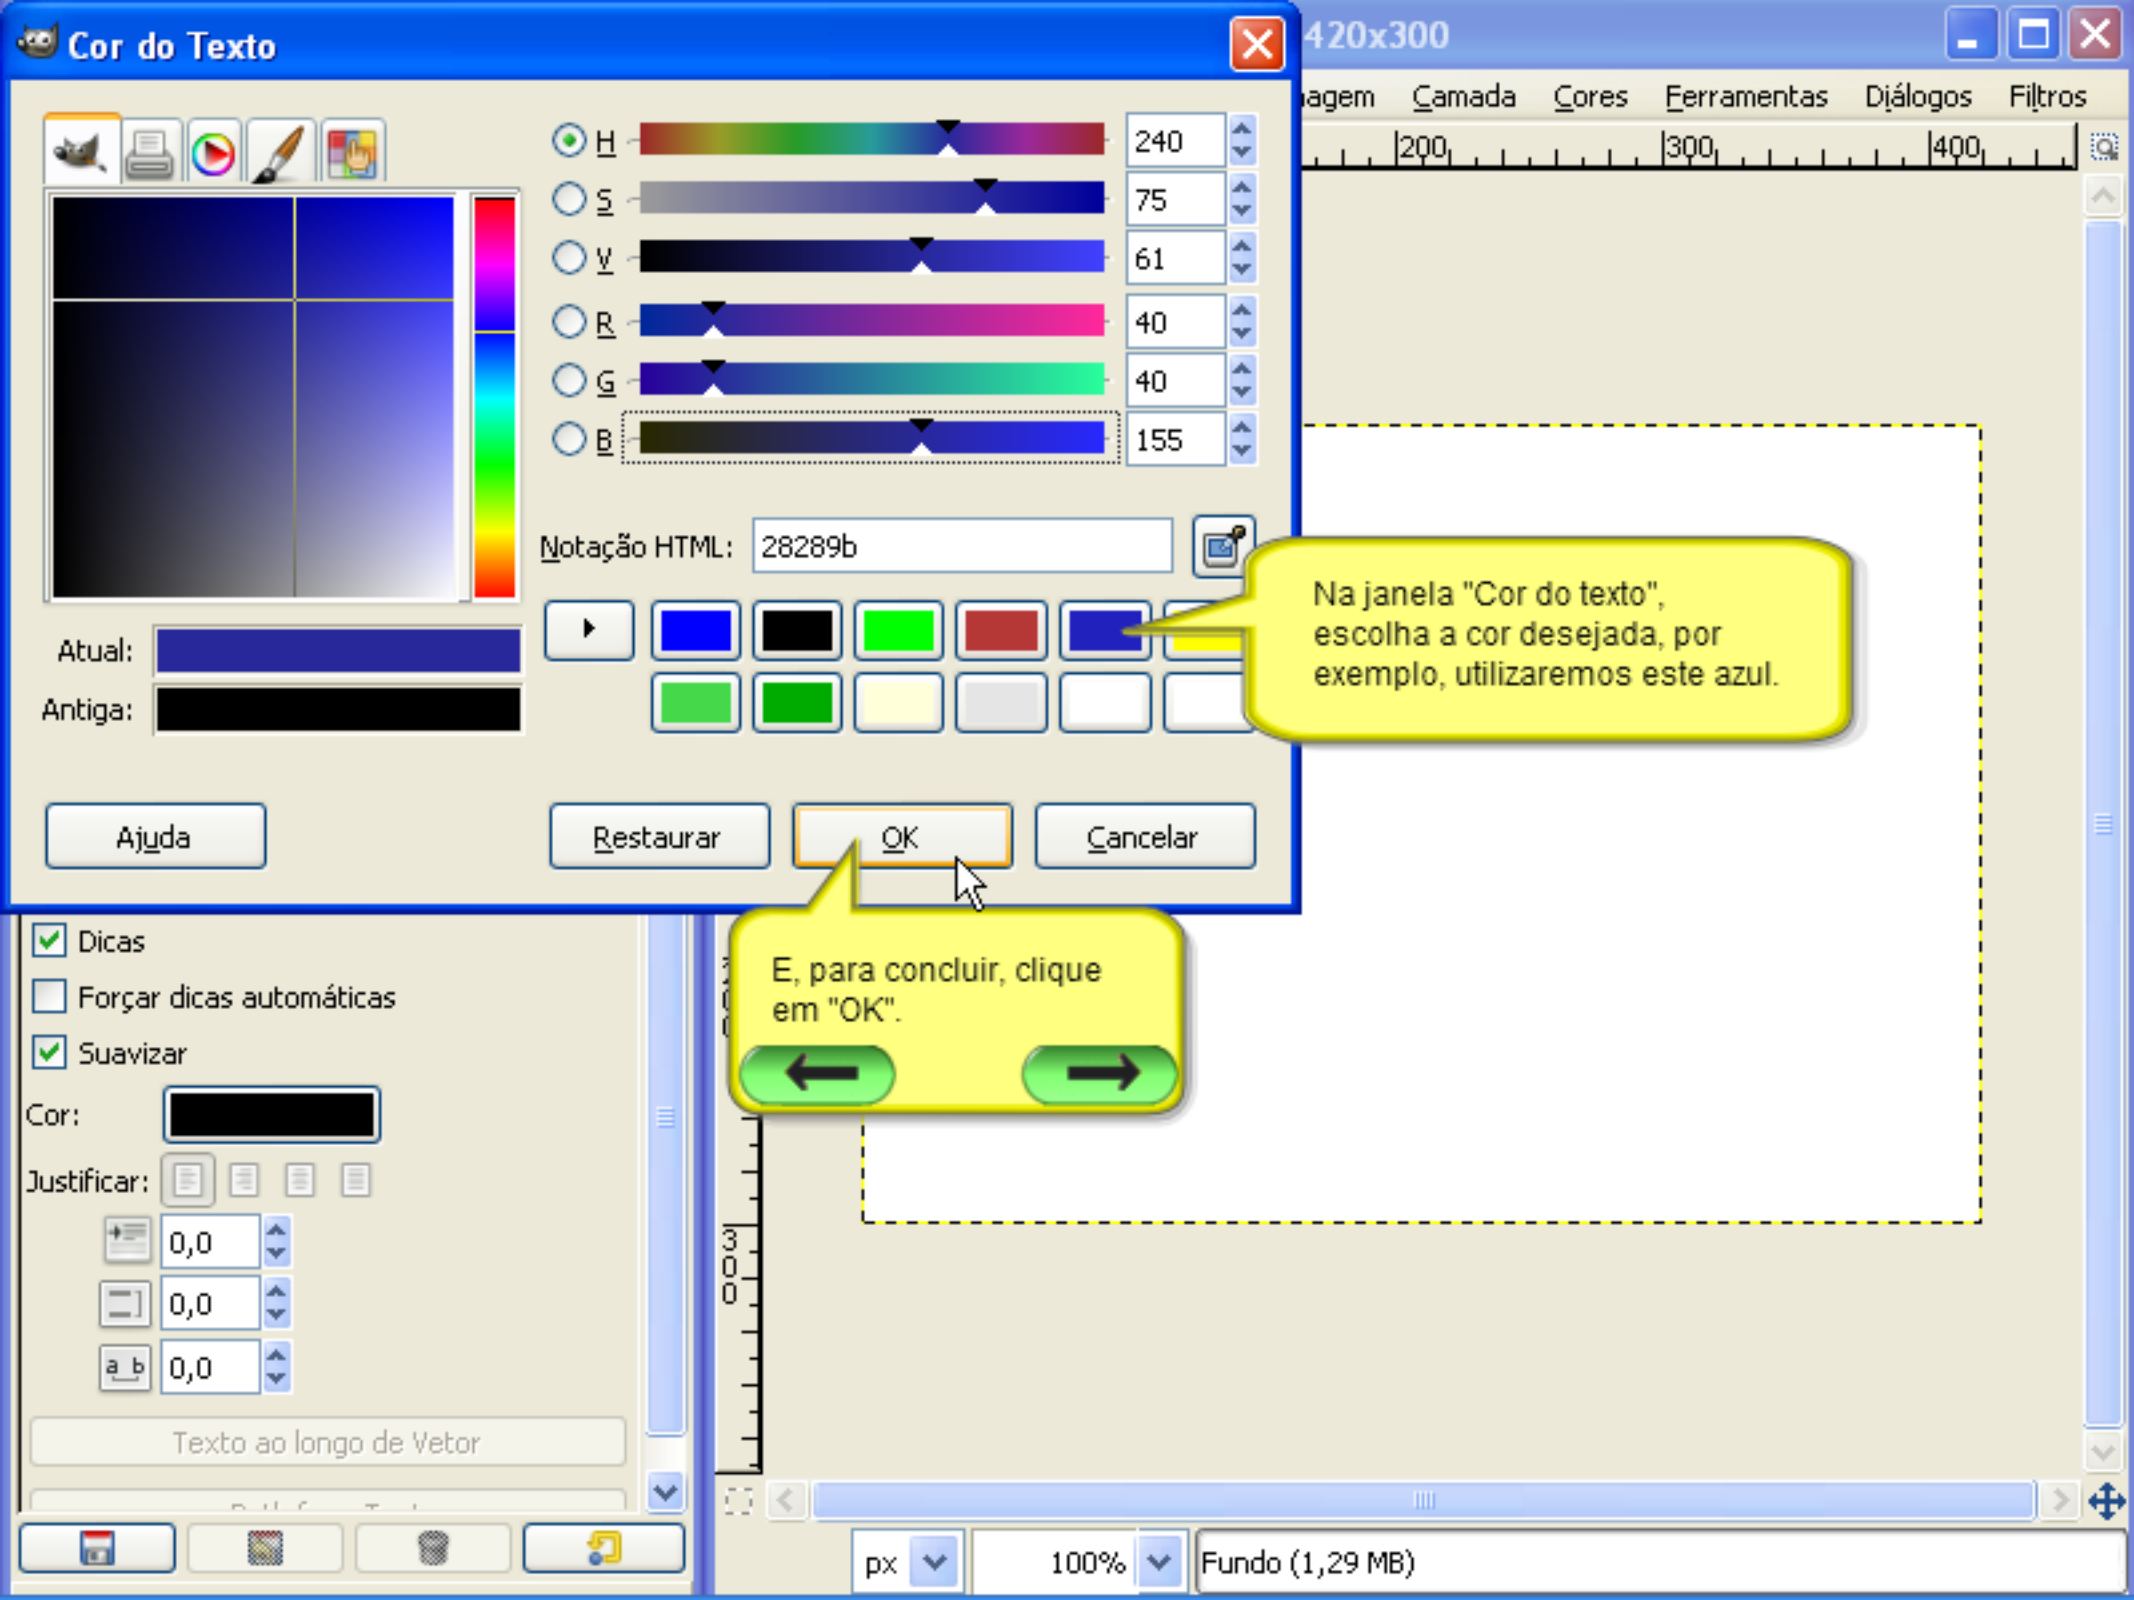 Cor do Texto
420x300
agem Camada Cores Ferramentas Diálogos Filtros
200 300 400
H 240
S 75
V 61
R 40
G 40
B 155
Notação HTML: 28289b
Atual:
Antiga:
Na janela "Cor do texto",
escolha a cor desejada, por
exemplo, utilizaremos este azul.
Ajuda Restaurar OK Cancelar
E, para concluir, clique
em "OK".
Dicas
Forçar dicas automáticas
Suavizar
Cor:
Justificar:
0,0
0,0
a b 0,0
300
Texto ao longo de Vetor
px 100% Fundo (1,29 MB)